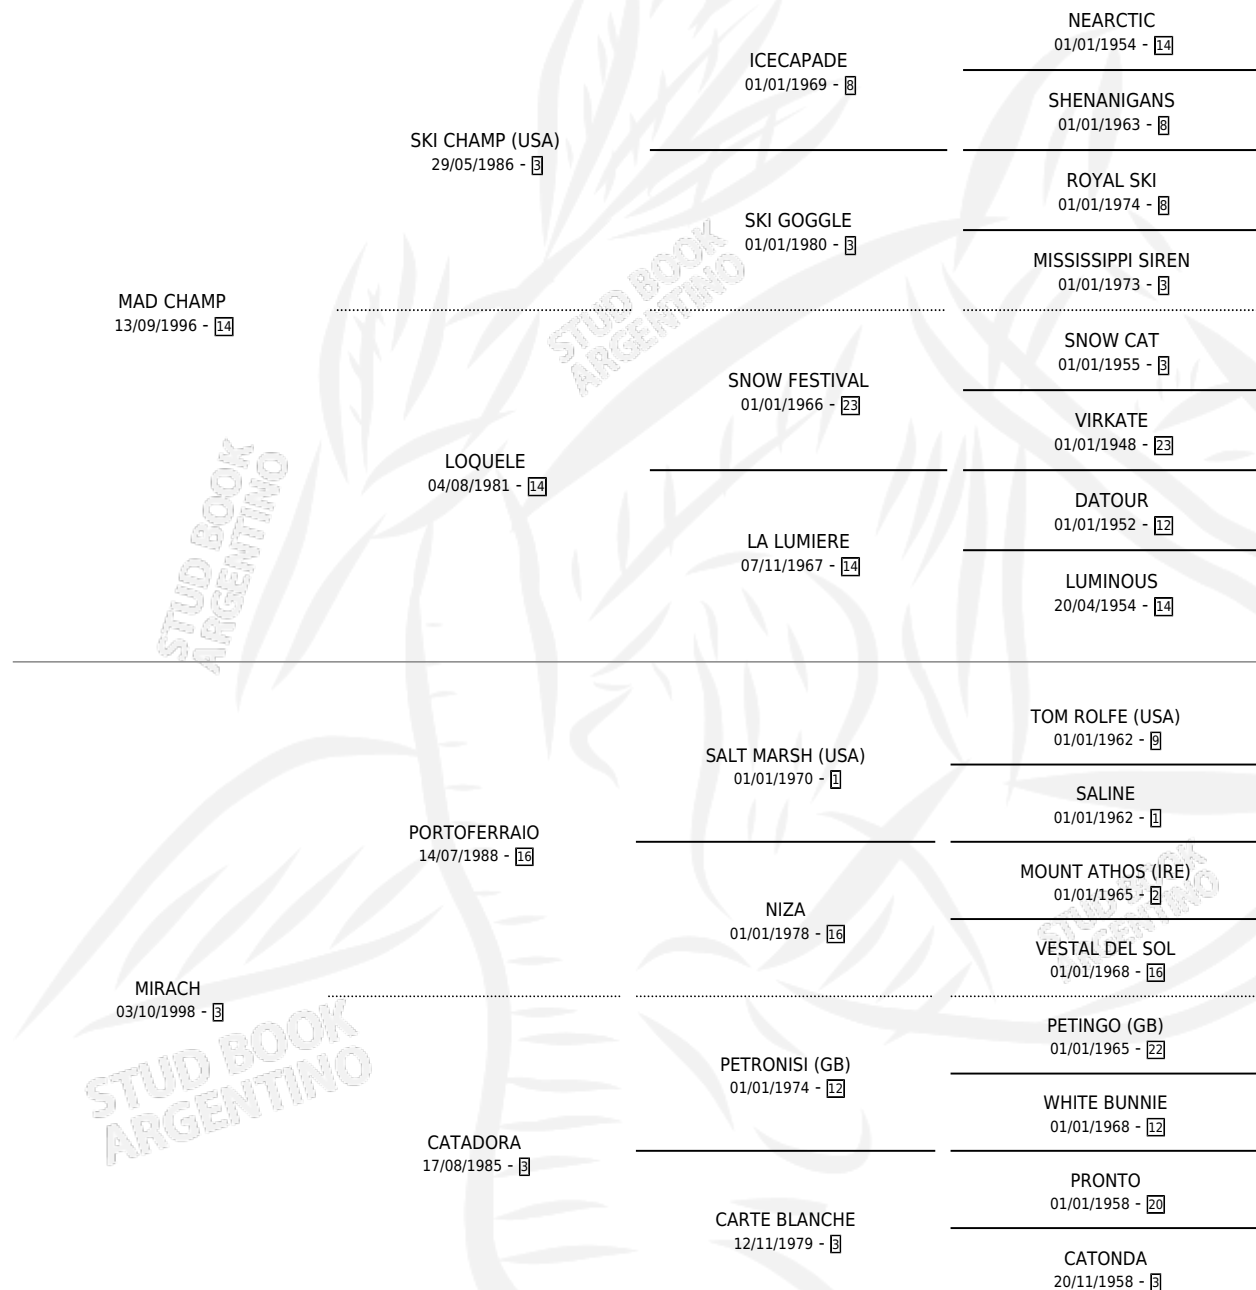 NEARCTIC
01/01/1954 - 14
ICECAPADE
01/01/1969 - 8
SHENANIGANS
01/01/1963 - 8
SKI CHAMP (USA)
29/05/1986 - 3
ROYAL SKI
01/01/1974 - 8
SKI GOGGLE
01/01/1980 - 3
MISSISSIPPI SIREN
01/01/1973 - 3
MAD CHAMP
13/09/1996 - 14
SNOW CAT
01/01/1955 - 3
SNOW FESTIVAL
01/01/1966 - 23
VIRKATE
01/01/1948 - 23
LOQUELE
04/08/1981 - 14
DATOUR
01/01/1952 - 12
LA LUMIERE
07/11/1967 - 14
LUMINOUS
20/04/1954 - 14
STUD BOOK
ARGENTINO
STUD BOOK
ARGENTINO
TOM ROLFE (USA)
01/01/1962 - 9
SALT MARSH (USA)
01/01/1970 - 1
SALINE
01/01/1962 - 1
PORTOFERRAIO
14/07/1988 - 16
MOUNT ATHOS (IRE)
01/01/1965 - 2
NIZA
01/01/1978 - 16
VESTAL DEL SOL
01/01/1968 - 16
MIRACH
03/10/1998 - 3
PETINGO (GB)
01/01/1965 - 22
PETRONISI (GB)
01/01/1974 - 12
WHITE BUNNIE
01/01/1968 - 12
CATADORA
17/08/1985 - 3
PRONTO
01/01/1958 - 20
CARTE BLANCHE
12/11/1979 - 3
CATONDA
20/11/1958 - 3
STUD BOOK
ARGENTINO
STUD BOOK
ARGENTINO